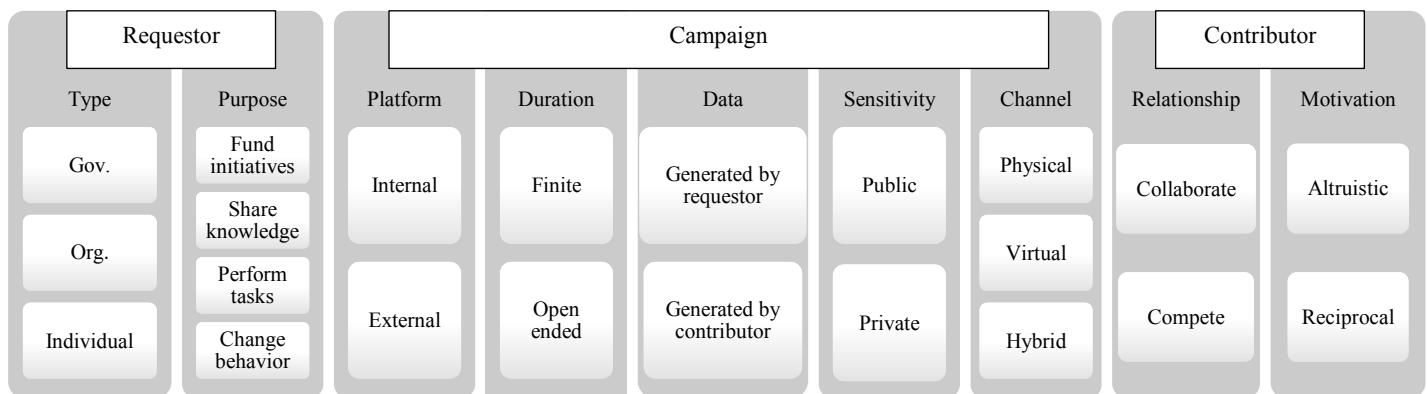 Requestor
Type
Gov.
Org.
Individual
Purpose
Fund
initiatives
Share
knowledge
Perform
tasks
Change
behavior
Campaign
Platform
Internal
External
Duration
Finite
Open
ended
Data
Generated by
requestor
Generated by
contributor
Sensitivity
Public
Private
Channel
Physical
Virtual
Hybrid
Contributor
Relationship
Collaborate
Compete
Motivation
Altruistic
Reciprocal